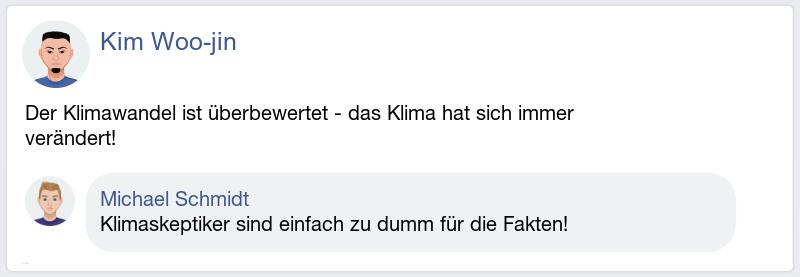 Kim Woo-jin
Der Klimawandel ist überbewertet - das Klima hat sich immer
verändert!
Michael Schmidt
Klimaskeptiker sind einfach zu dumm für die Fakten!